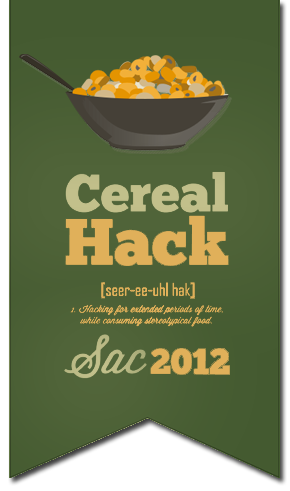 Cereal
Hack
[seer-ee-uhl hak]
1. Hacking for extended periods of time,
while consuming stereotypical food.
Sac 2012